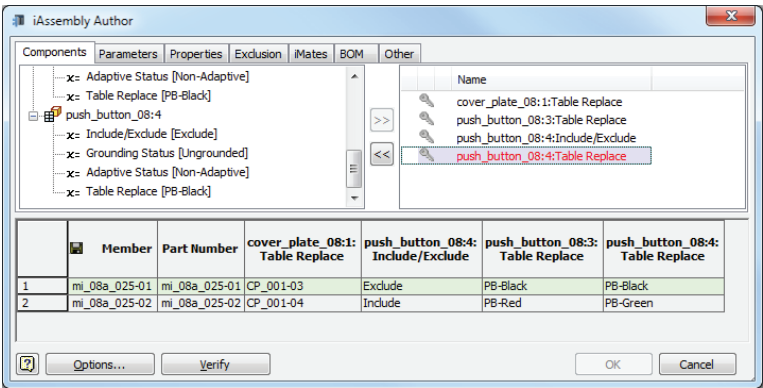 iAssembly Author
Components Parameters Properties Exclusion iMates BOM Other
x= Adaptive Status [Non-Adaptive]
x= Table Replace [PB-Black]
push_button_08:4
x= Include/Exclude [Exclude]
x= Grounding Status [Ungrounded]
x= Adaptive Status [Non-Adaptive]
x= Table Replace [PB-Black]
>>
<<
Name
cover_plate_08:1:Table Replace
push_button_08:3:Table Replace
push_button_08:4:Include/Exclude
push_button_08:4:Table Replace
Member Part Number cover_plate_08:1: push_button_08:4: push_button_08:3: push_button_08:4:
Table Replace Include/Exclude Table Replace Table Replace
1 mi_08a_025-01 mi_08a_025-01 CP_001-03 Exclude PB-Black PB-Black
2 mi_08a_025-02 mi_08a_025-02 CP_001-04 Include PB-Red PB-Green
? Options... Verify OK Cancel